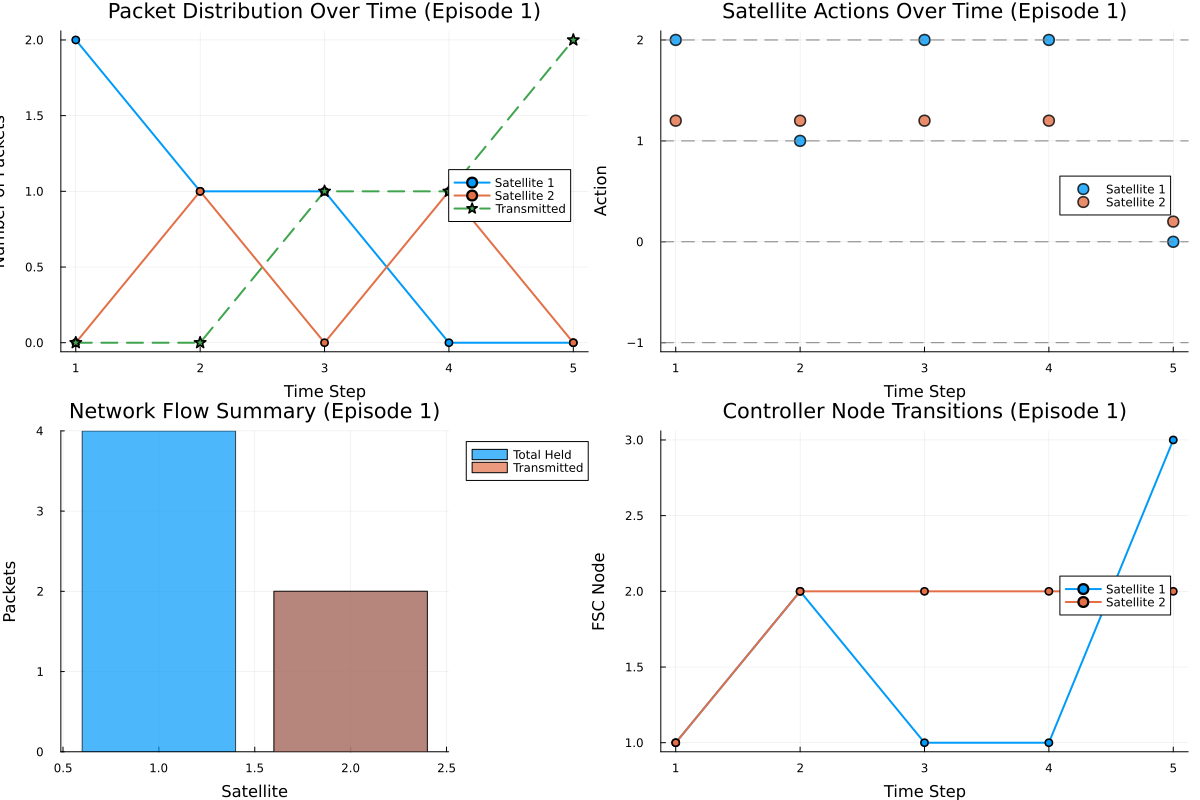 Packet Distribution Over Time (Episode 1)
2.0
1.5
1.0
0.5
0.0
1 2 3 4 5
Time Step
Satellite 1
Satellite 2
Transmitted
Satellite Actions Over Time (Episode 1)
Action
2
1
0
−1
1 2 3 4 5
Time Step
Satellite 1
Satellite 2
Network Flow Summary (Episode 1)
Packets
4
3
2
1
0
0.5 1.0 1.5 2.0 2.5
Satellite
Total Held
Transmitted
Controller Node Transitions (Episode 1)
FSC Node
3.0
2.5
2.0
1.5
1.0
1 2 3 4 5
Time Step
Satellite 1
Satellite 2